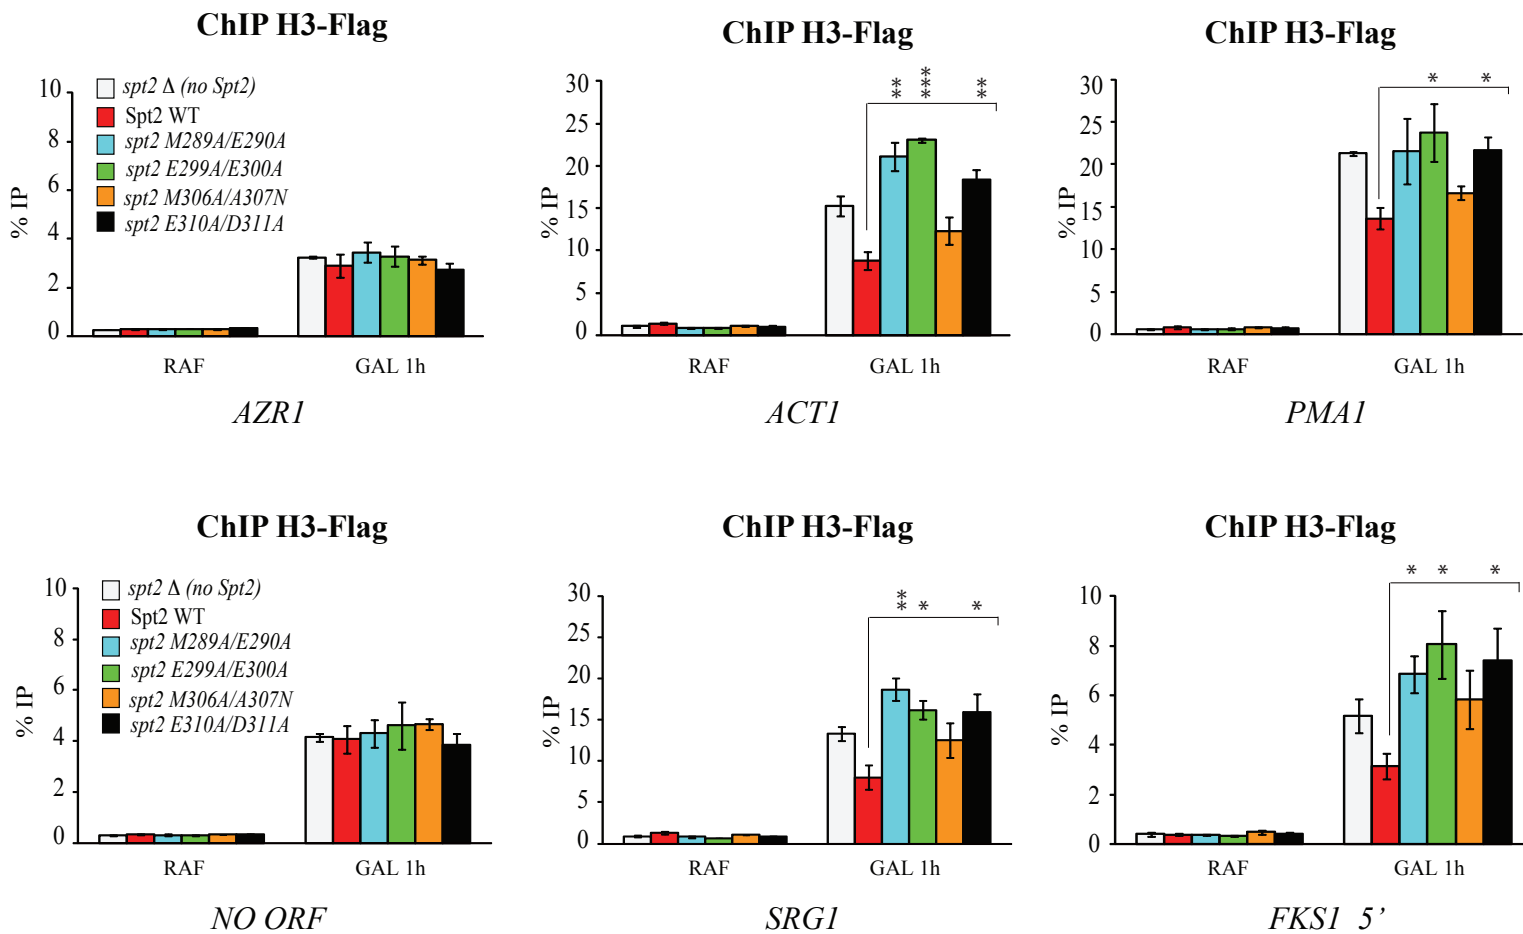 ChIP H3-Flag
10
8
6
4
2
0
% IP
spt2 Δ (no Spt2)
Spt2 WT
spt2 M289A/E290A
spt2 E299A/E300A
spt2 M306A/A307N
spt2 E310A/D311A
RAF
GAL 1h
AZR1
ChIP H3-Flag
30
25
20
15
10
5
0
% IP
**
***
**
RAF
GAL 1h
ACT1
ChIP H3-Flag
30
25
20
15
10
5
0
% IP
*
*
RAF
GAL 1h
PMA1
ChIP H3-Flag
10
8
6
4
2
0
% IP
spt2 Δ (no Spt2)
Spt2 WT
spt2 M289A/E290A
spt2 E299A/E300A
spt2 M306A/A307N
spt2 E310A/D311A
RAF
GAL 1h
NO ORF
ChIP H3-Flag
30
25
20
15
10
5
0
% IP
**
*
*
RAF
GAL 1h
SRG1
ChIP H3-Flag
10
8
6
4
2
0
% IP
*
*
*
RAF
GAL 1h
FKS1 5’